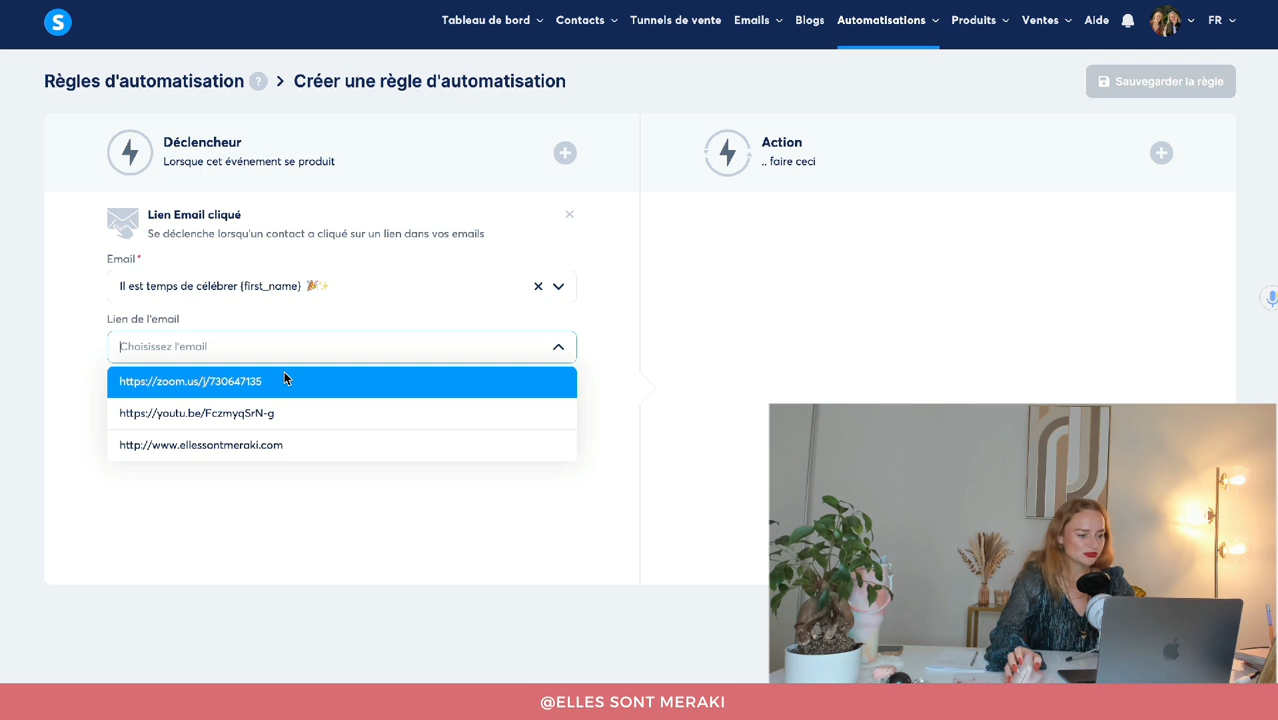 S
Tableau de bord
Contacts
Tunnels de vente
Emails
Blogs
Automatisations
Produits
Ventes
Aide
FR
Règles d'automatisation ? > Créer une règle d'automatisation
Sauvegarder la règle
Déclencheur
Lorsque cet événement se produit
Action
.. faire ceci
Lien Email cliqué
Se déclenche lorsqu'un contact a cliqué sur un lien dans vos emails
Email*
Il est temps de célébrer {first_name} 🎉✨
Lien de l'email
Choisissez l'email
https://zoom.us/j/730647135
https://youtu.be/FczmyqSrN-g
http://www.ellessontmeraki.com
@ELLES SONT MERAKI